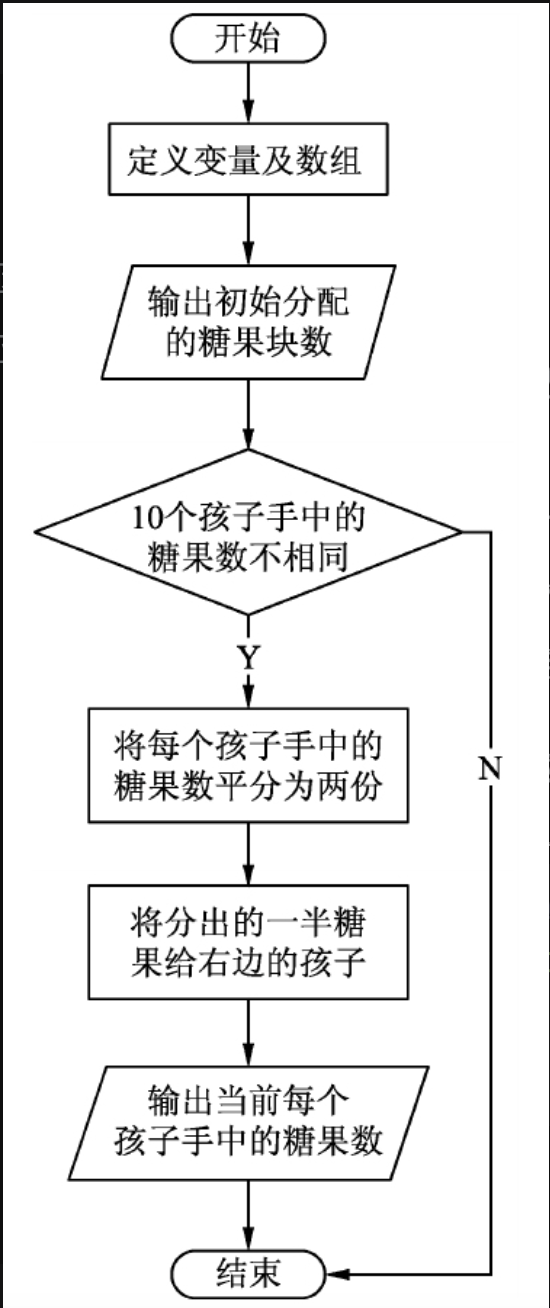 开始
定义变量及数组
输出初始分配
的糖果块数
10个孩子手中的
糖果数不相同
Y
将每个孩子手中的
糖果数平分为两份
N
将分出的一半糖
果给右边的孩子
输出当前每个
孩子手中的糖果数
结束